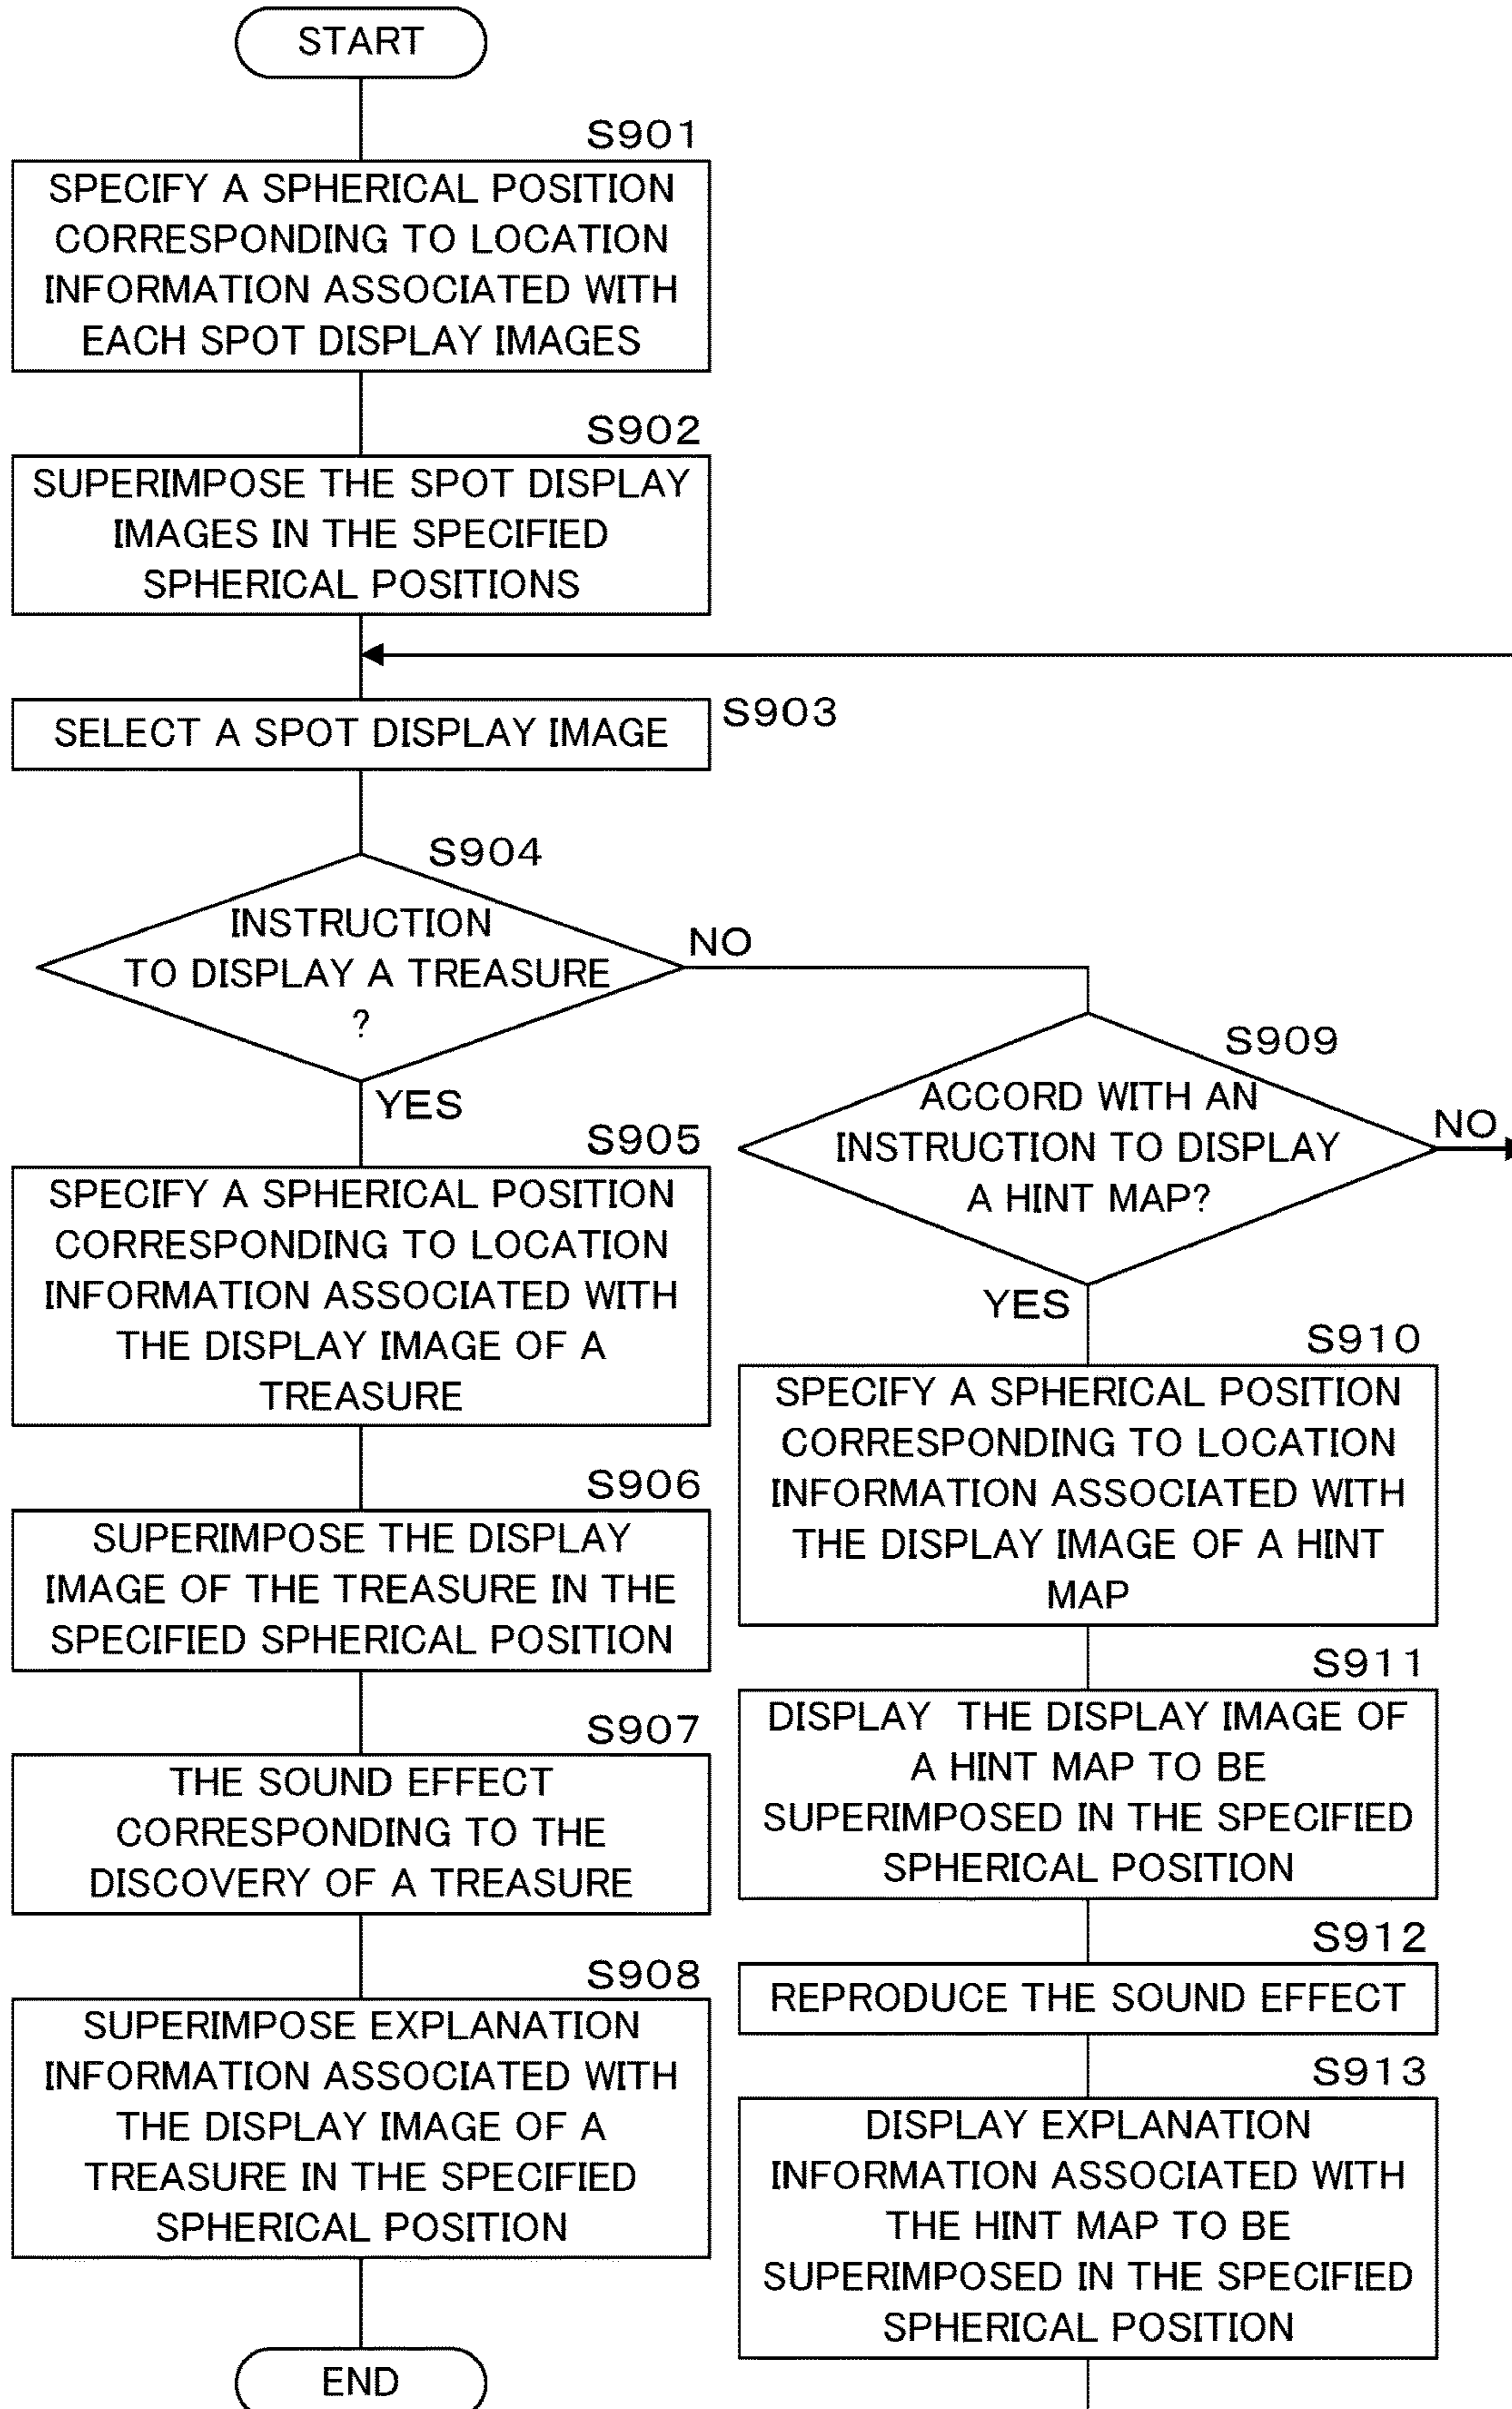 START
S901
SPECIFY A SPHERICAL POSITION
CORRESPONDING TO LOCATION
INFORMATION ASSOCIATED WITH
EACH SPOT DISPLAY IMAGES
S902
SUPERIMPOSE THE SPOT DISPLAY
IMAGES IN THE SPECIFIED
SPHERICAL POSITIONS
SELECT A SPOT DISPLAY IMAGE
S903
S904
INSTRUCTION
TO DISPLAY A TREASURE
?
NO
YES
S905
SPECIFY A SPHERICAL POSITION
CORRESPONDING TO LOCATION
INFORMATION ASSOCIATED WITH
THE DISPLAY IMAGE OF A
TREASURE
S906
SUPERIMPOSE THE DISPLAY
IMAGE OF THE TREASURE IN THE
SPECIFIED SPHERICAL POSITION
S907
THE SOUND EFFECT
CORRESPONDING TO THE
DISCOVERY OF A TREASURE
S908
SUPERIMPOSE EXPLANATION
INFORMATION ASSOCIATED WITH
THE DISPLAY IMAGE OF A
TREASURE IN THE SPECIFIED
SPHERICAL POSITION
END
S909
ACCORD WITH AN
INSTRUCTION TO DISPLAY
A HINT MAP?
NO
YES
S910
SPECIFY A SPHERICAL POSITION
CORRESPONDING TO LOCATION
INFORMATION ASSOCIATED WITH
THE DISPLAY IMAGE OF A HINT
MAP
S911
DISPLAY THE DISPLAY IMAGE OF
A HINT MAP TO BE
SUPERIMPOSED IN THE SPECIFIED
SPHERICAL POSITION
S912
REPRODUCE THE SOUND EFFECT
S913
DISPLAY EXPLANATION
INFORMATION ASSOCIATED WITH
THE HINT MAP TO BE
SUPERIMPOSED IN THE SPECIFIED
SPHERICAL POSITION